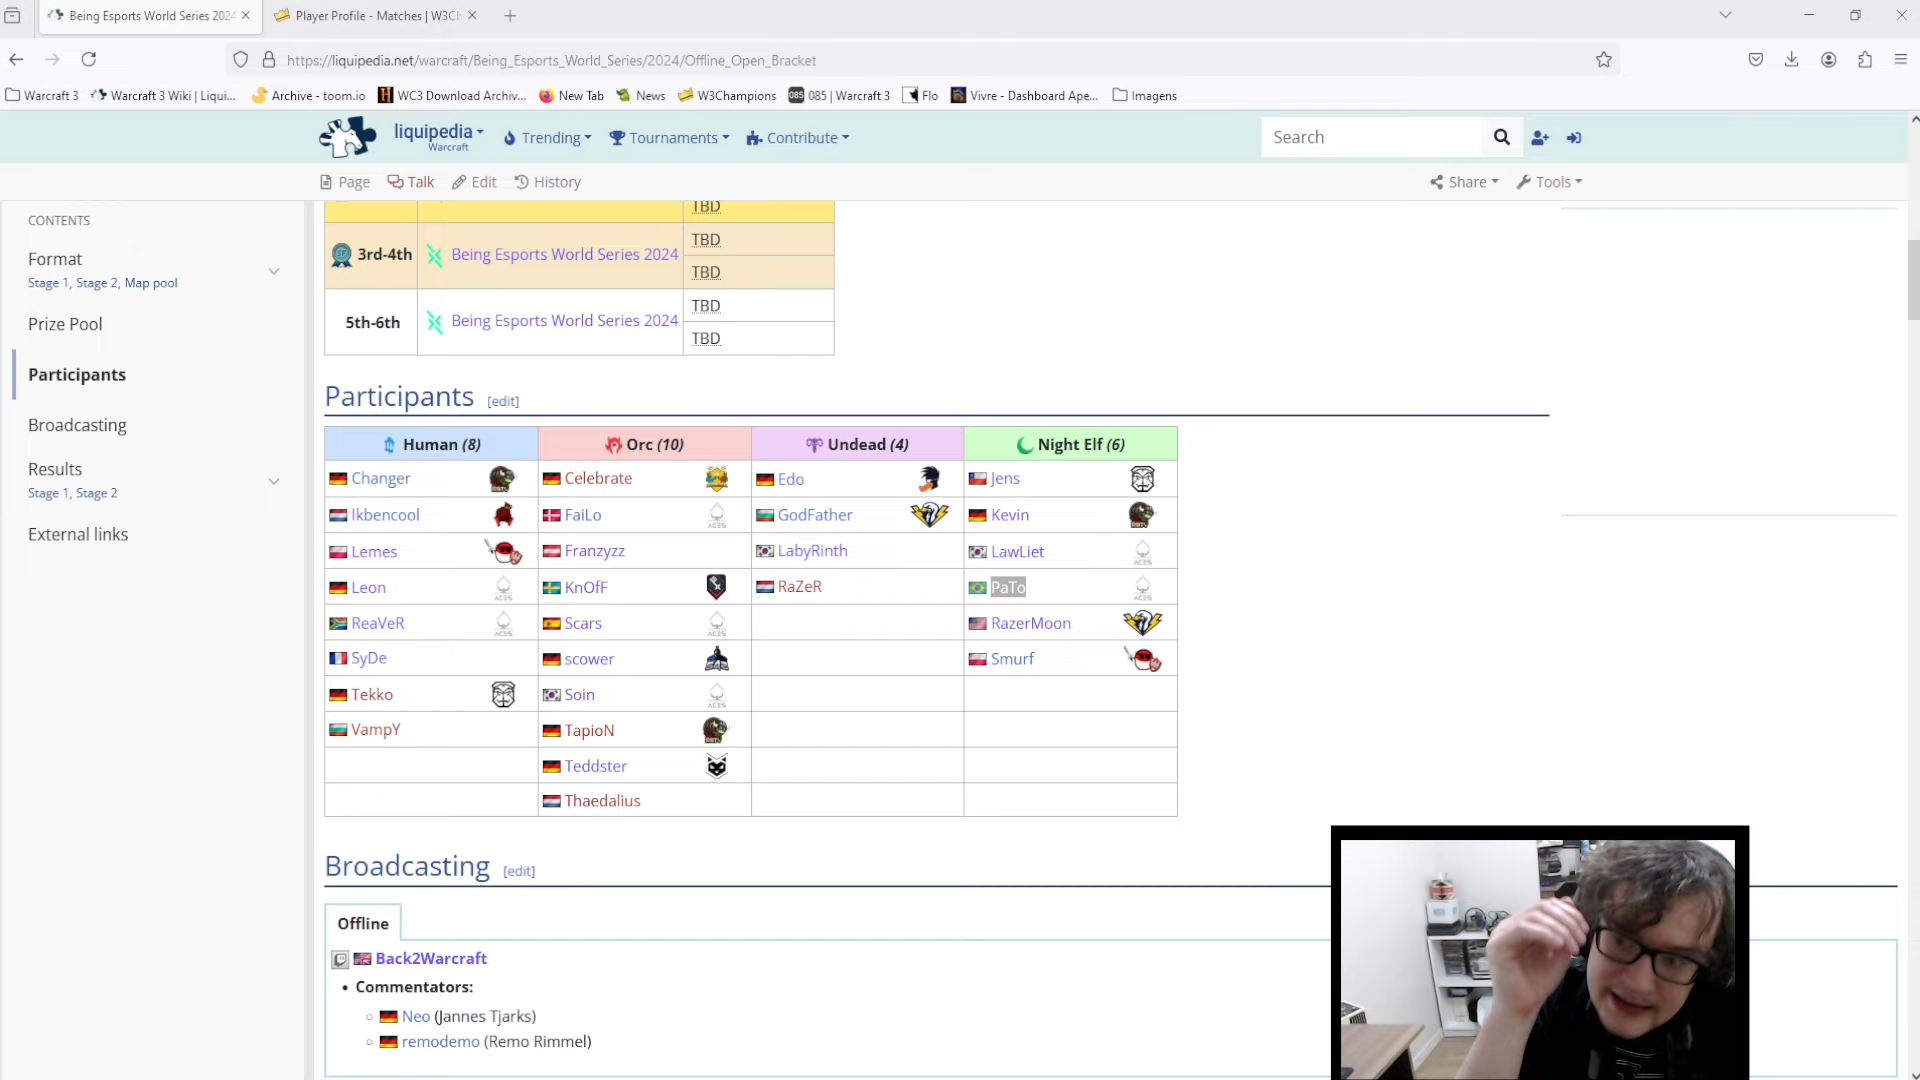 Being Esports World Series 2024
Player Profile - Matches | W3Ch
https://liquipedia.net/warcraft/Being_Esports_World_Series/2024/Offline_Open_Bracket
Warcraft 3
Warcraft 3 Wiki | Liqui...
Archive - toom.io
WC3 Download Archiv...
New Tab
News
W3Champions
085 | Warcraft 3
Flo
Vivre - Dashboard Ape...
Imagens
liquipedia
Warcraft
Trending
Tournaments
Contribute
Search
Page
Talk
Edit
History
Share
Tools
CONTENTS
Format
Stage 1, Stage 2, Map pool
Prize Pool
Participants
Broadcasting
Results
Stage 1, Stage 2
External links
TBD
3rd-4th
Being Esports World Series 2024
TBD
TBD
5th-6th
Being Esports World Series 2024
TBD
TBD
Participants [edit]
Human (8)
Orc (10)
Undead (4)
Night Elf (6)
Changer
Celebrate
Edo
Jens
Ikbencool
FaiLo
GodFather
Kevin
Lemes
Franzyzz
LabyRinth
LawLiet
Leon
KnOfF
RaZeR
PaTo
ReaVeR
Scars
RazerMoon
SyDe
scower
Smurf
Tekko
Soin
VampY
TapioN
Teddster
Thaedalius
Broadcasting [edit]
Offline
Back2Warcraft
Commentators:
Neo (Jannes Tjarks)
remodemo (Remo Rimmel)